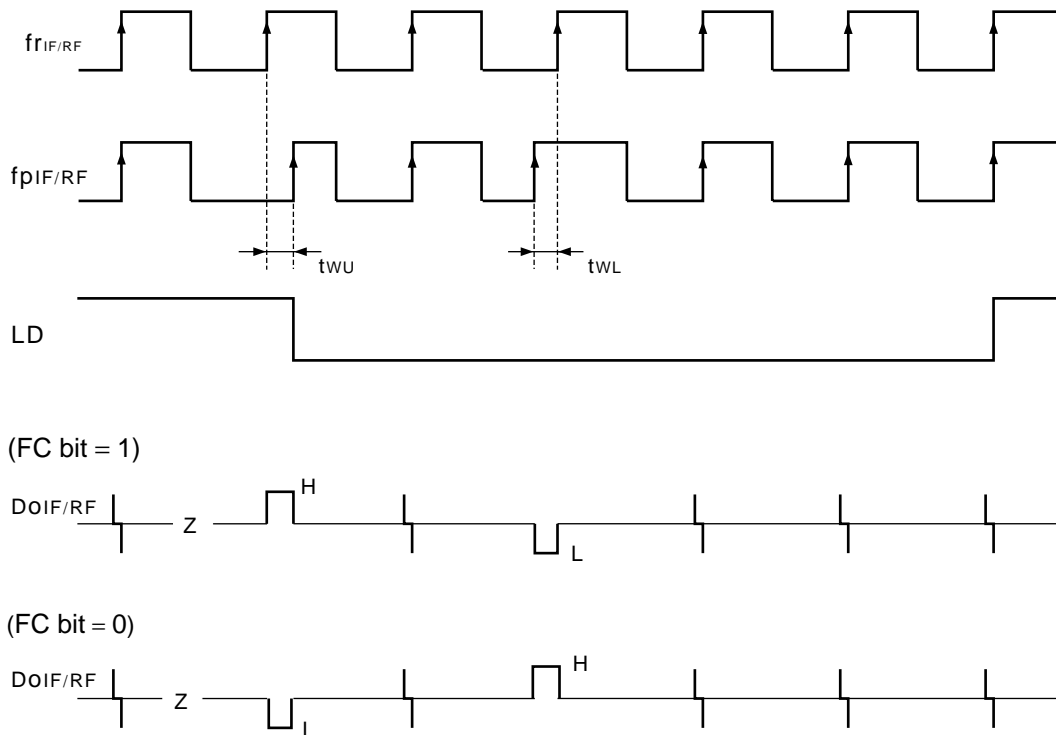 frIF/RF
fpIF/RF
tWU
tWL
LD
(FC bit = 1)
DoIF/RF
Z
H
L
(FC bit = 0)
DoIF/RF
Z
H
L